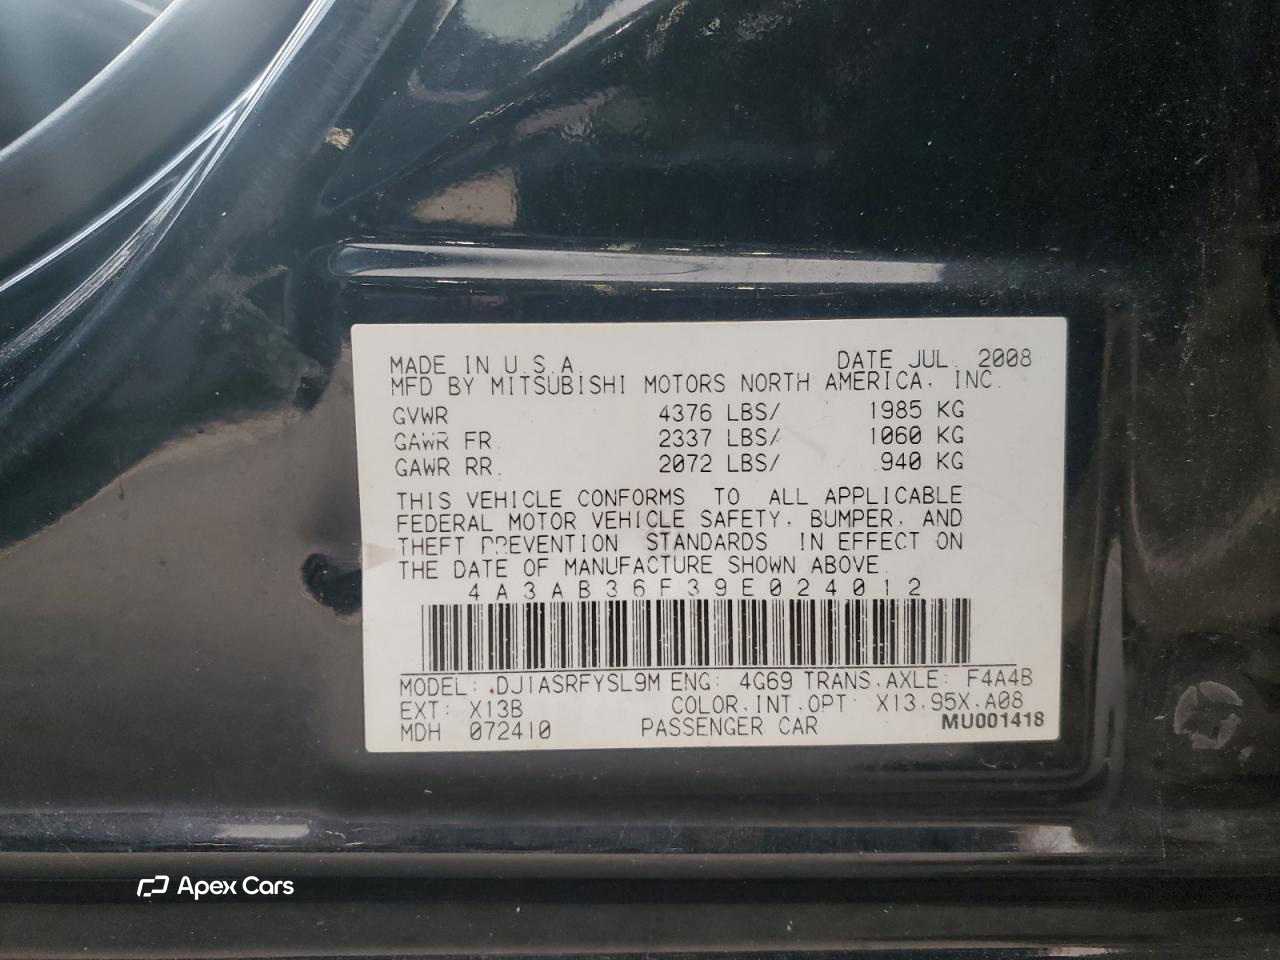 MADE IN U.S.A. DATE JUL. 2008
MFD BY MITSUBISHI MOTORS NORTH AMERICA, INC.
GVWR 4376 LBS/ 1985 KG
GAWR FR. 2337 LBS/ 1060 KG
GAWR RR. 2072 LBS/ 940 KG
THIS VEHICLE CONFORMS TO ALL APPLICABLE
FEDERAL MOTOR VEHICLE SAFETY, BUMPER, AND
THEFT PREVENTION STANDARDS IN EFFECT ON
THE DATE OF MANUFACTURE SHOWN ABOVE.
4A3AB36F39E024012
MODEL: DJ1ASRFYSL9M ENG: 4G69 TRANS.AXLE: F4A4B
EXT: X13B COLOR.INT.OPT: X13.95X.A08
MDH 072410 PASSENGER CAR MU001418
Apex Cars